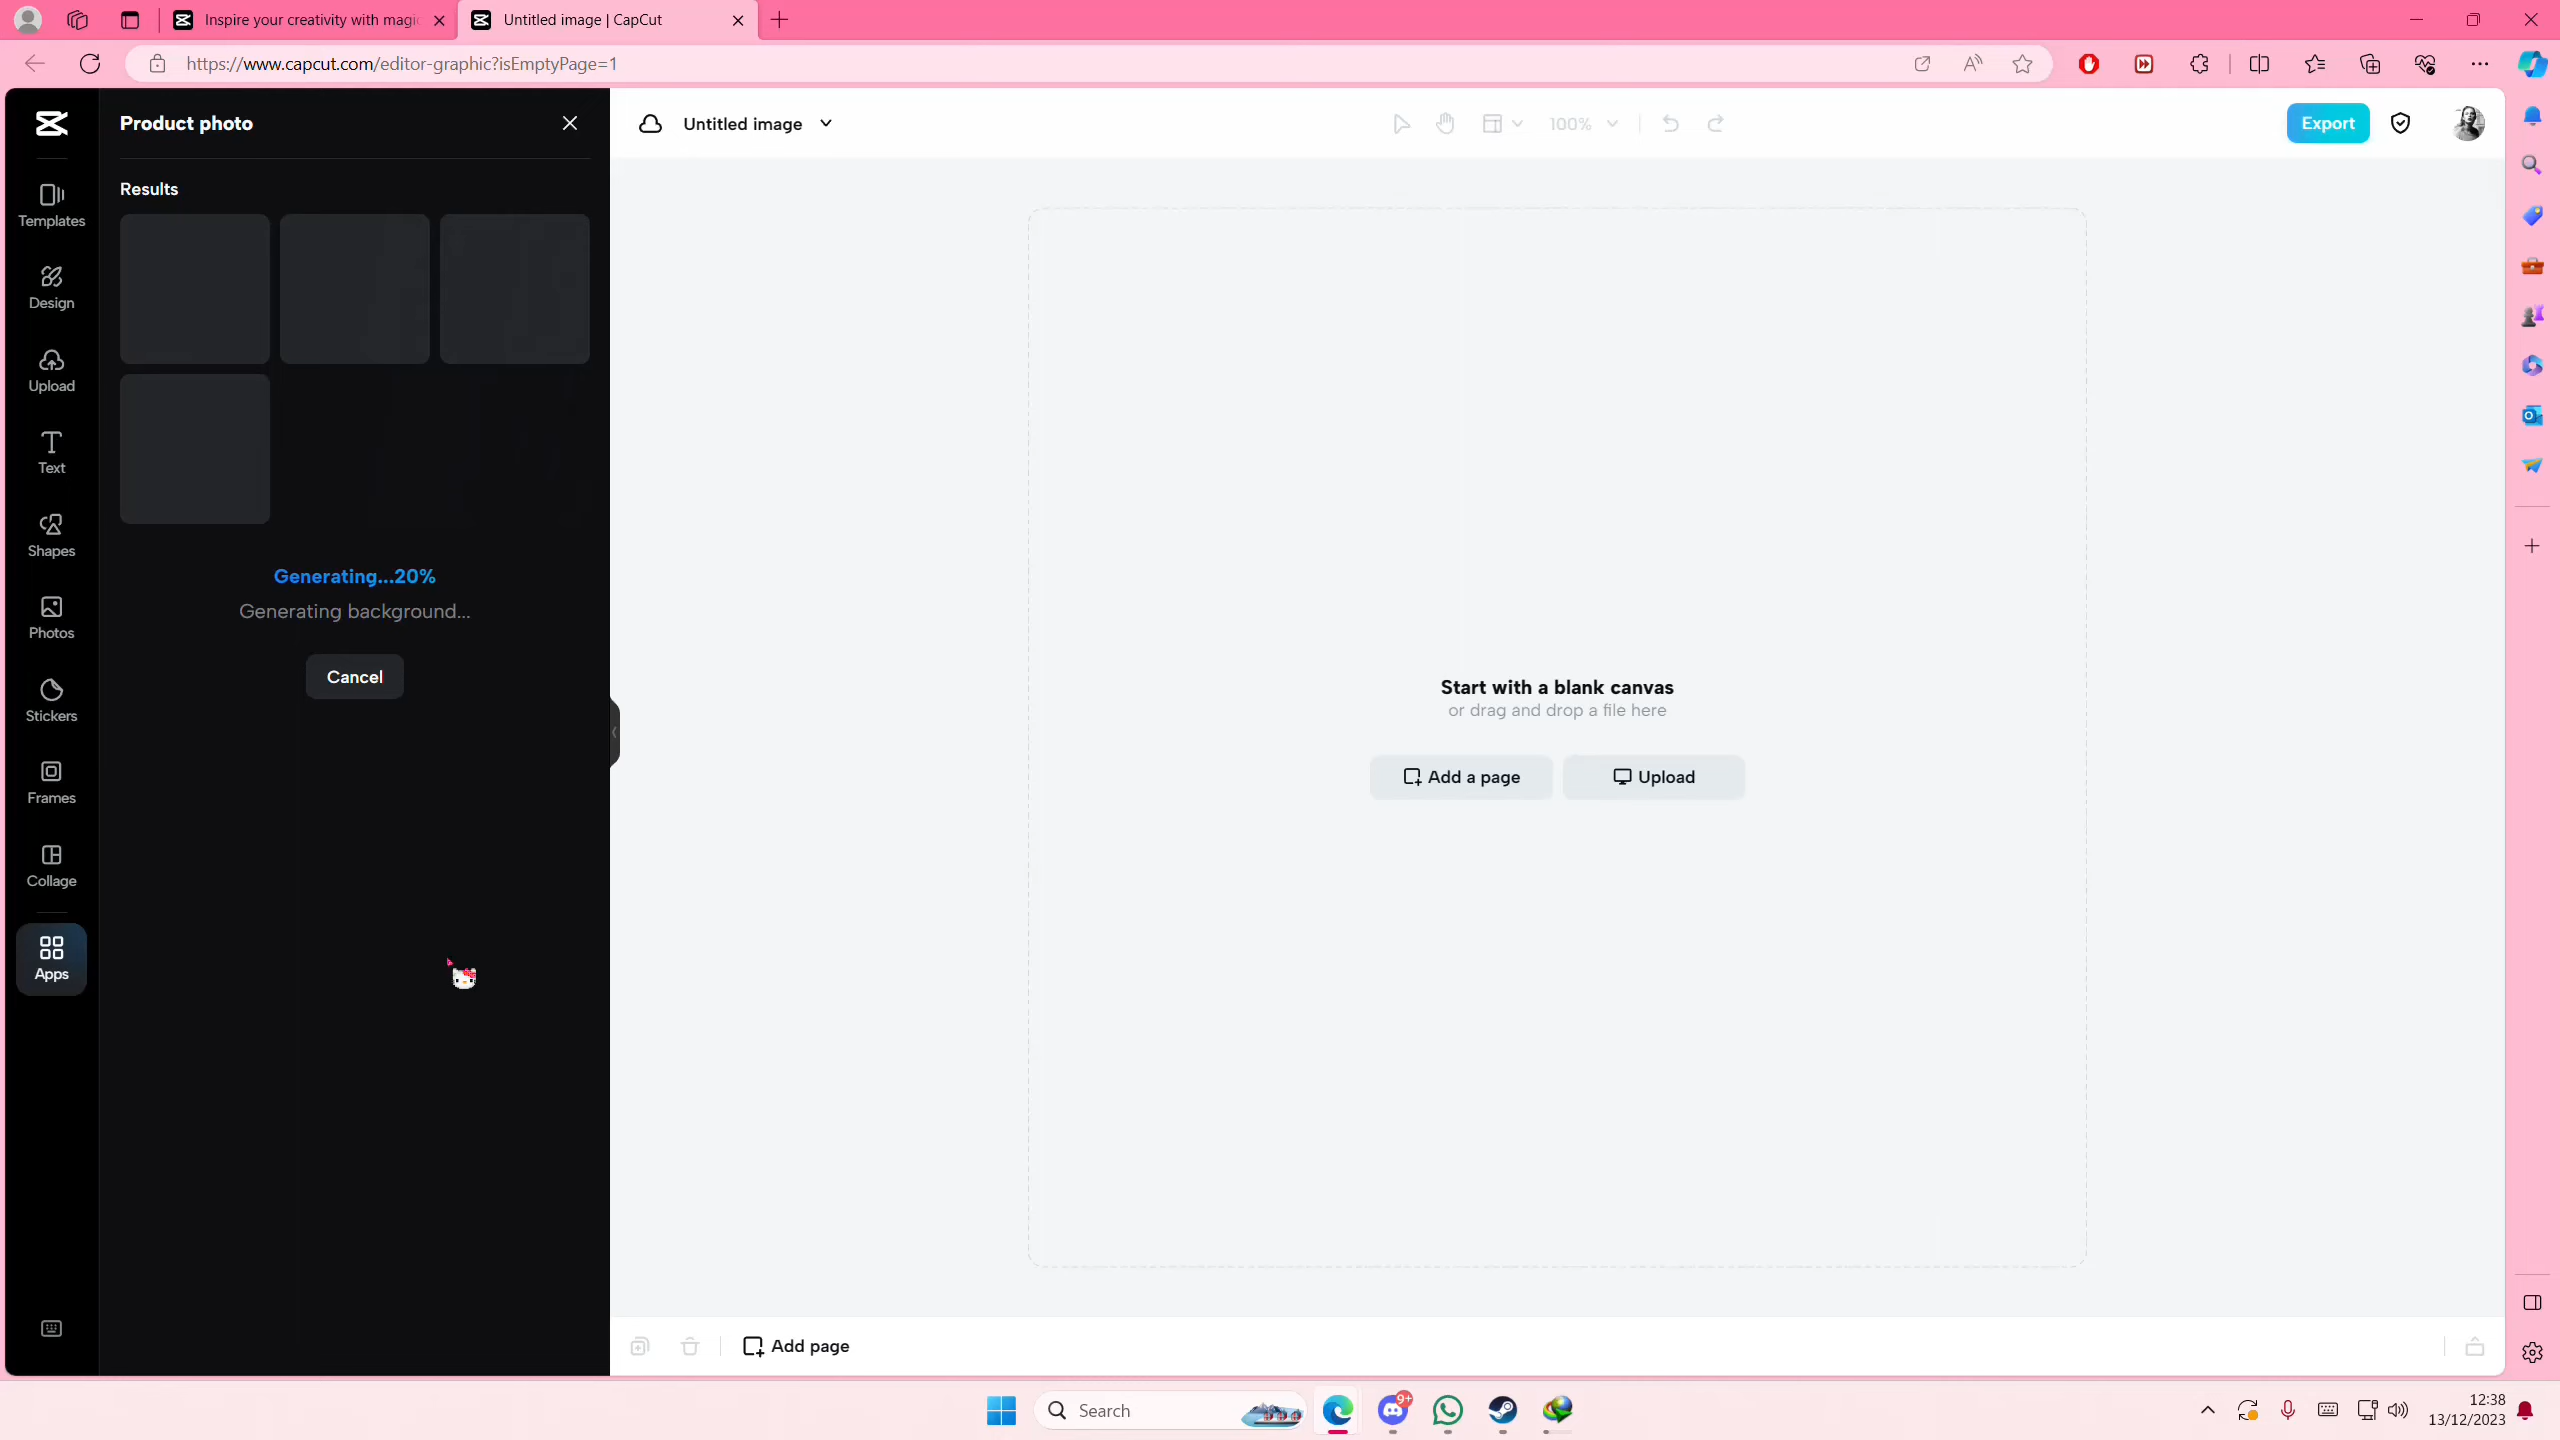 Inspire your creativity with magi
Untitled image | CapCut
https://www.capcut.com/editor-graphic?isEmptyPage=1
Product photo
Untitled image
100%
Export
Results
Templates
Design
Upload
Text
Shapes
Photos
Stickers
Frames
Collage
Apps
Generating...20%
Generating background...
Cancel
Start with a blank canvas
or drag and drop a file here
Add a page
Upload
Add page
Search
9+
12:38
13/12/2023